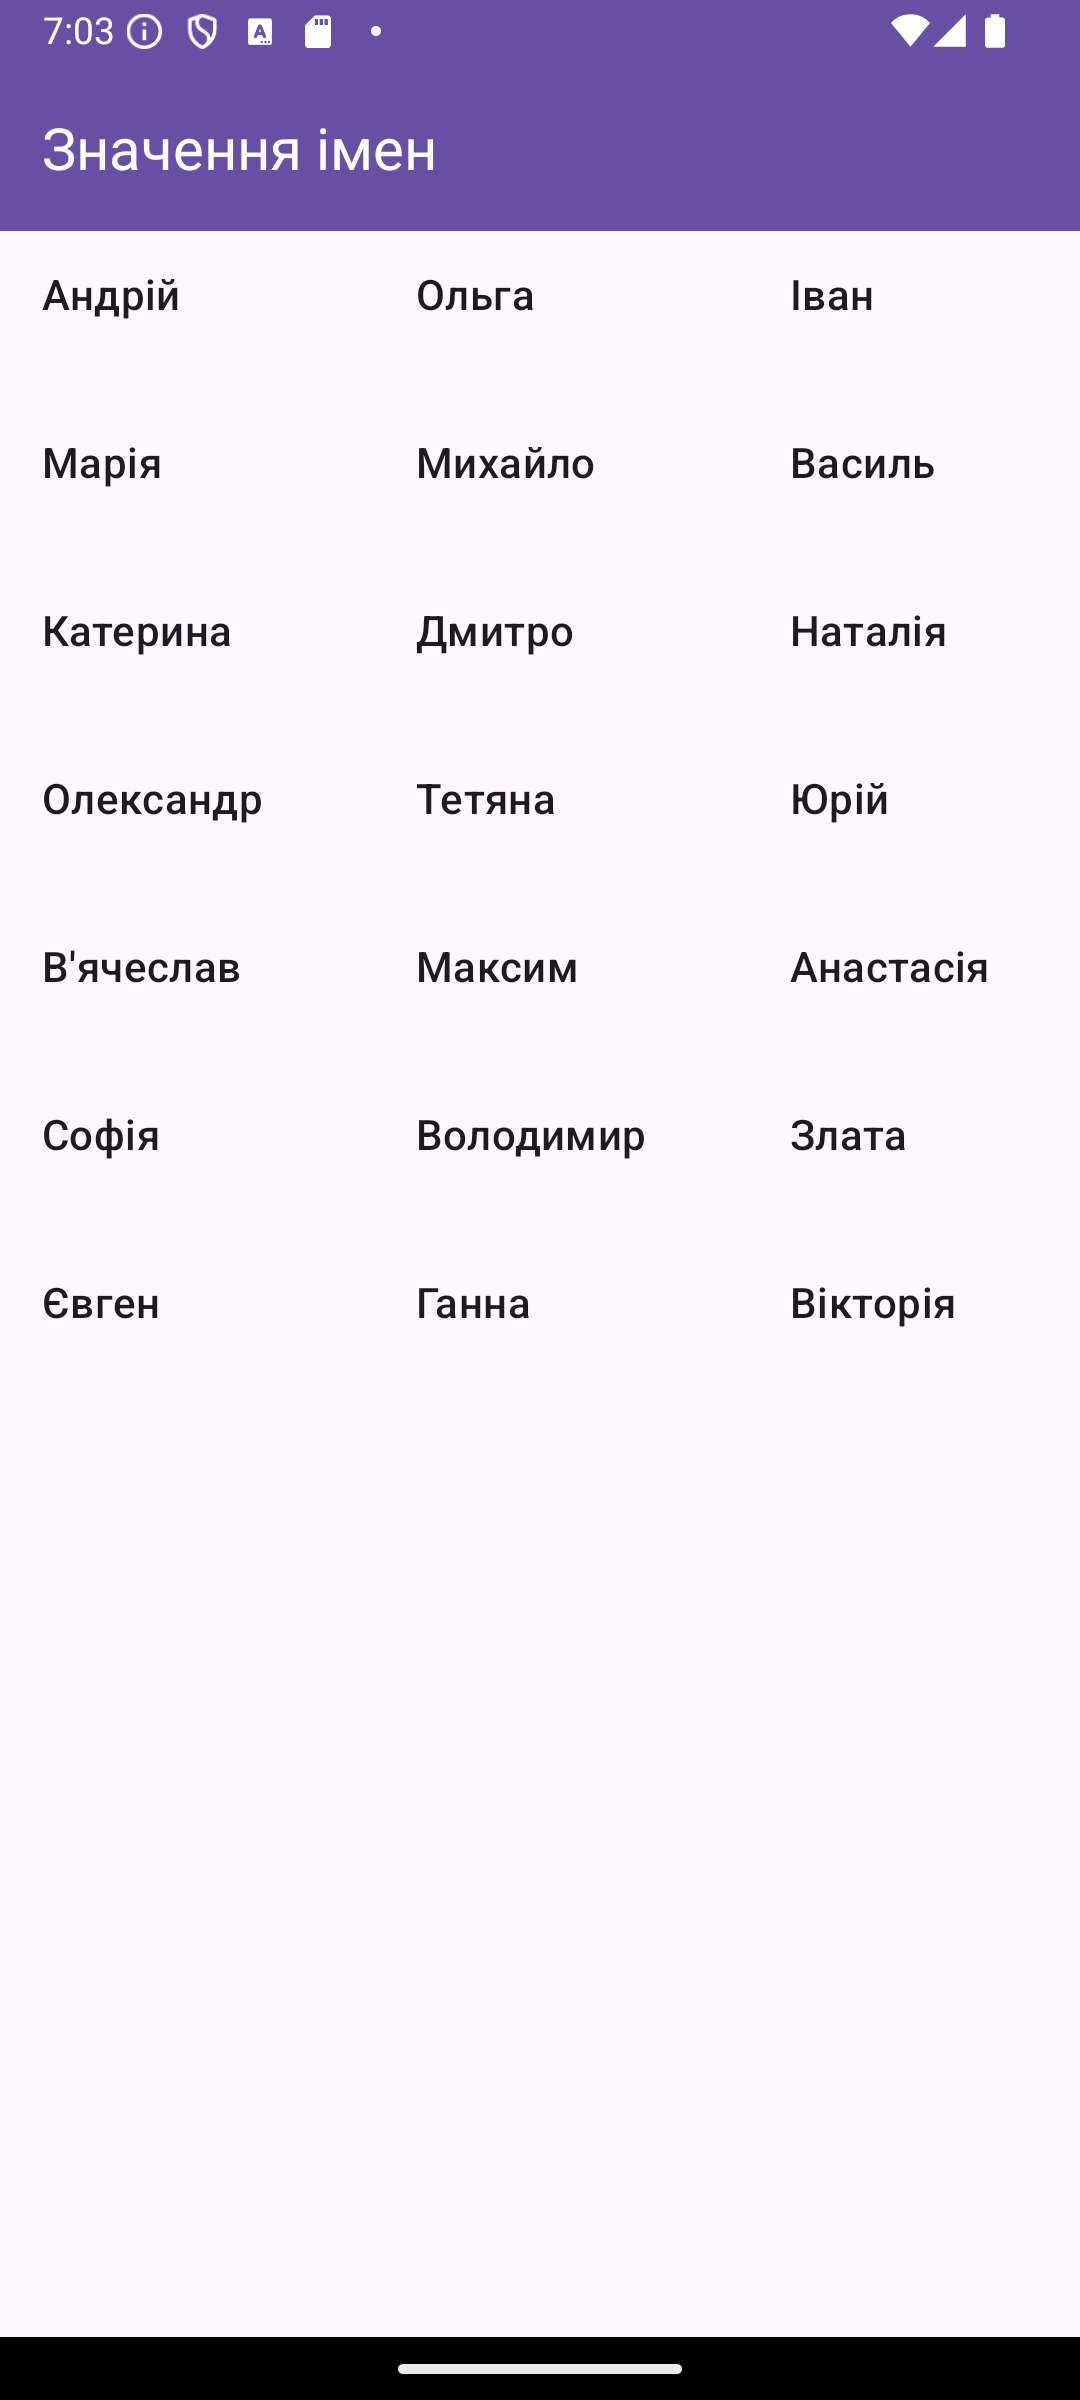 7:03
Значення імен
Андрій Ольга Іван
Марія Михайло Василь
Катерина Дмитро Наталія
Олександр Тетяна Юрій
В'ячеслав Максим Анастасія
Софія Володимир Злата
Євген Ганна Вікторія